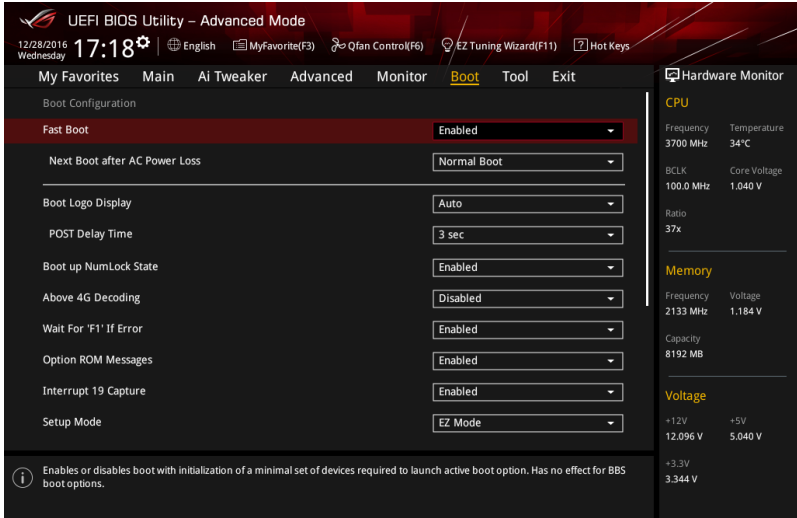 UEFI BIOS Utility – Advanced Mode
12/28/2016 Wednesday 17:18 English MyFavorite(F3) Qfan Control(F6) EZ Tuning Wizard(F11) ? Hot Keys
My Favorites Main Ai Tweaker Advanced Monitor Boot Tool Exit
Boot Configuration
Fast Boot Enabled
Next Boot after AC Power Loss Normal Boot
Boot Logo Display Auto
POST Delay Time 3 sec
Boot up NumLock State Enabled
Above 4G Decoding Disabled
Wait For 'F1' If Error Enabled
Option ROM Messages Enabled
Interrupt 19 Capture Enabled
Setup Mode EZ Mode
i Enables or disables boot with initialization of a minimal set of devices required to launch active boot option. Has no effect for BBS
boot options.
Hardware Monitor
CPU
Frequency Temperature
3700 MHz 34°C
BCLK Core Voltage
100.0 MHz 1.040 V
Ratio
37x
Memory
Frequency Voltage
2133 MHz 1.184 V
Capacity
8192 MB
Voltage
+12V +5V
12.096 V 5.040 V
+3.3V
3.344 V